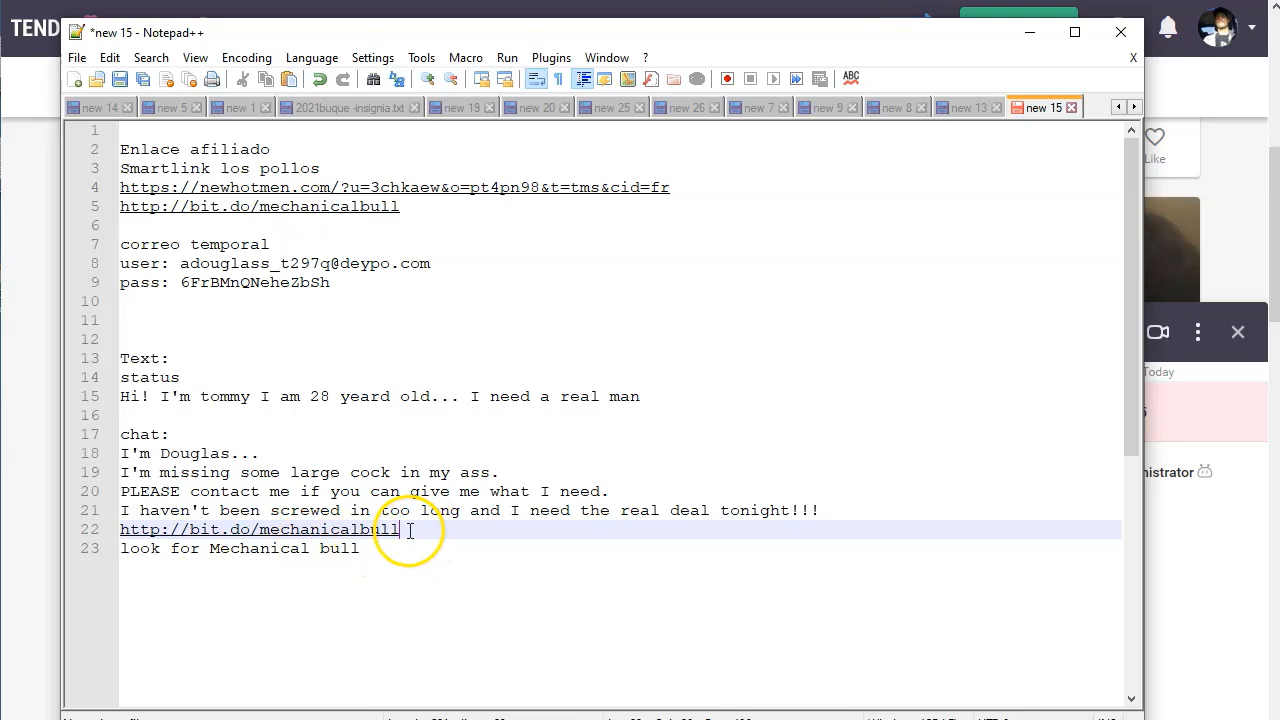 TEND
*new 15 - Notepad++
File Edit Search View Encoding Language Settings Tools Macro Run Plugins Window ? X
new 14 new 5 new 1 2021buque -insignia.txt new 19 new 20 new 25 new 26 new 7 new 9 new 8 new 13 new 15
1
2 Enlace afiliado
3 Smartlink los pollos
4 https://newhotmen.com/?u=3chkaew&o=pt4pn98&t=tms&cid=fr
5 http://bit.do/mechanicalbull
6
7 correo temporal
8 user: adouglass_t297q@deypo.com
9 pass: 6FrBMnQNeheZbSh
10
11
12
13 Text:
14 status
15 Hi! I'm tommy I am 28 yeard old... I need a real man
16
17 chat:
18 I'm Douglas...
19 I'm missing some large cock in my ass.
20 PLEASE contact me if you can give me what I need.
21 I haven't been screwed in too long and I need the real deal tonight!!!
22 http://bit.do/mechanicalbull
23 look for Mechanical bull
ABC
Like
Today
nistrator